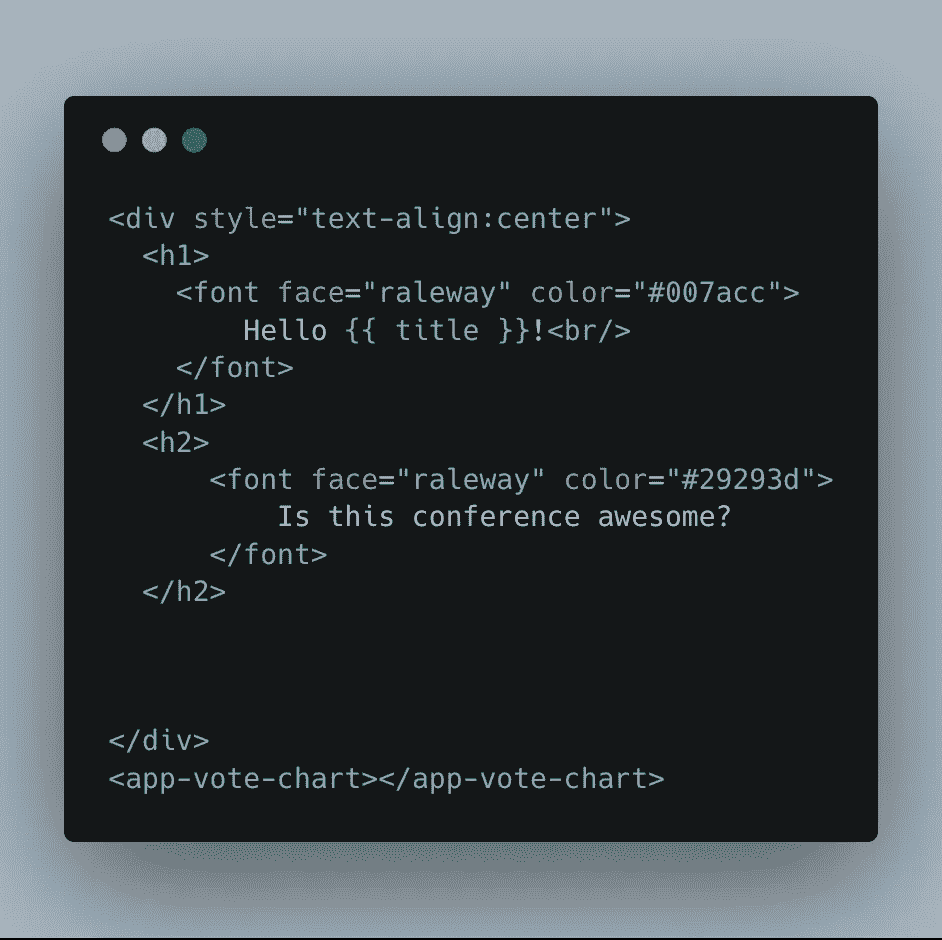 <div style="text-align:center">
  <h1>
    <font face="raleway" color="#007acc">
        Hello {{ title }}!<br/>
    </font>
  </h1>
  <h2>
      <font face="raleway" color="#29293d">
          Is this conference awesome?
      </font>
  </h2>
</div>
<app-vote-chart></app-vote-chart>